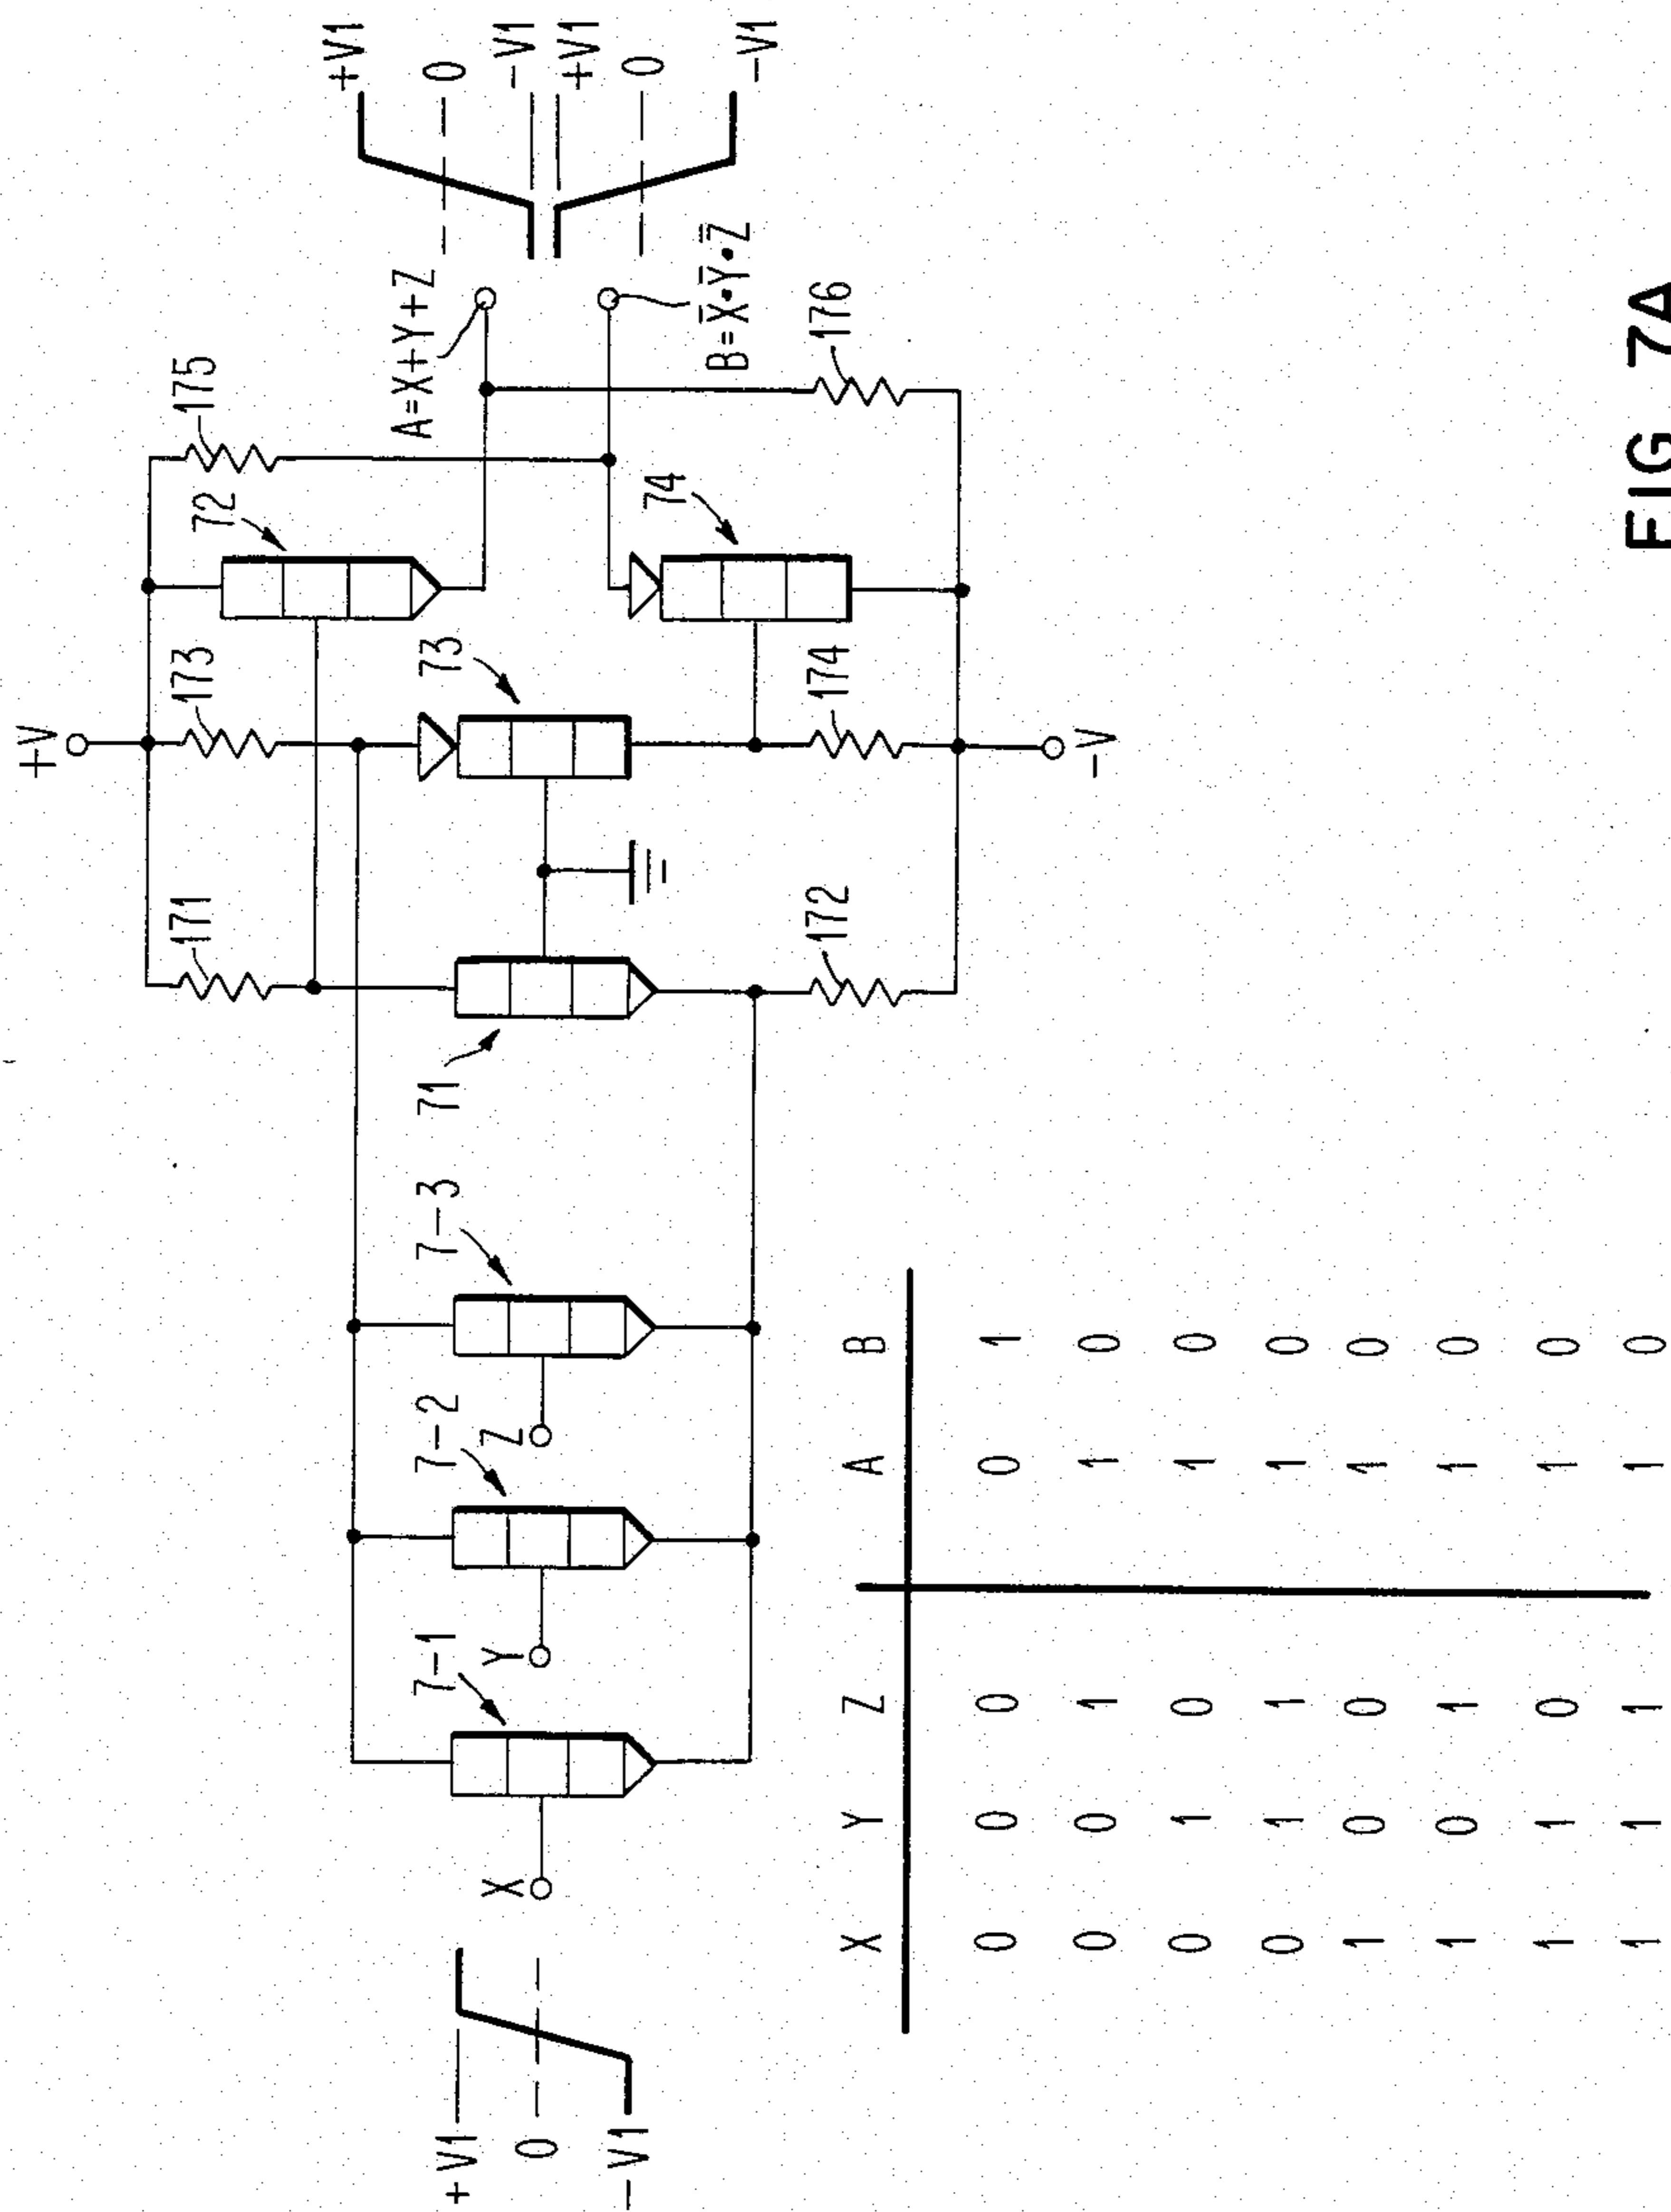 +V
171
173
175
72
71
73
74
172
174
176
-V
A=X+Y+Z
B=X̅•Y̅•Z̅
+V1
0
-V1
+V1
0
-V1
+V1
0
-V1
X
7-1
Y
7-2
Z
7-3
X Y Z A B
0 0 0 0 1
0 0 1 1 0
0 1 0 1 0
0 1 1 1 0
1 0 0 1 0
1 0 1 1 0
1 1 0 1 0
1 1 1 1 0
FIG 7A